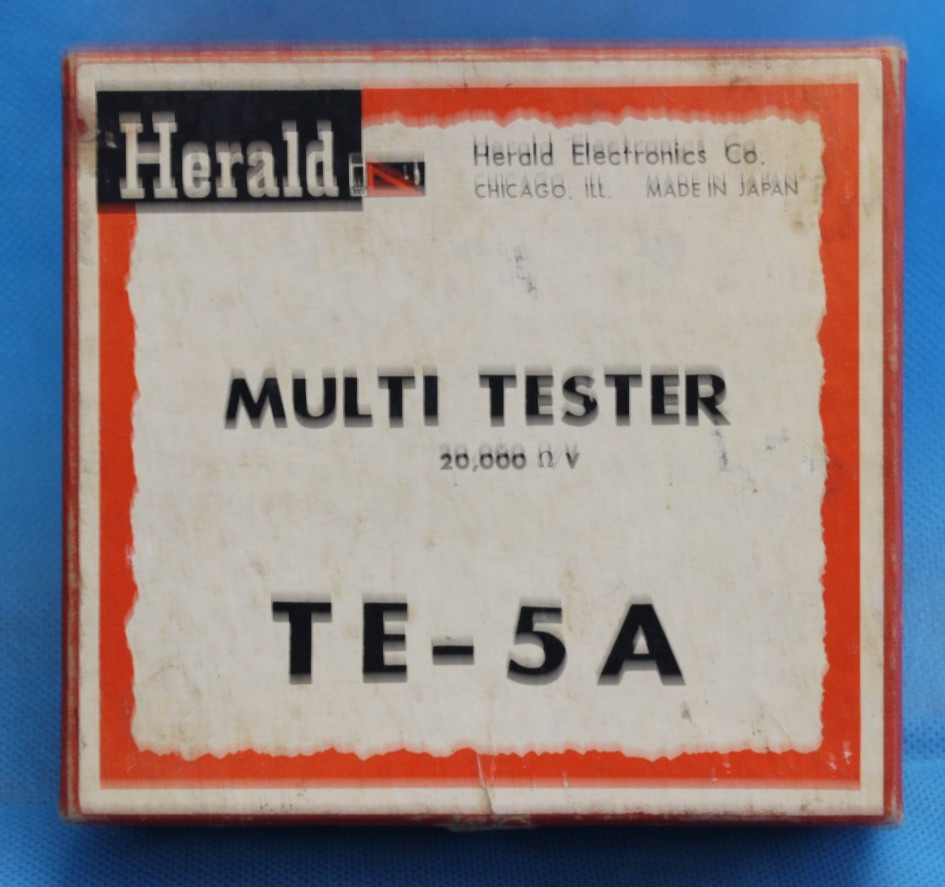 Herald
Herald Electronics Co.
CHICAGO, ILL. MADE IN JAPAN
MULTI TESTER
20,000 Ω/V
TE-5A